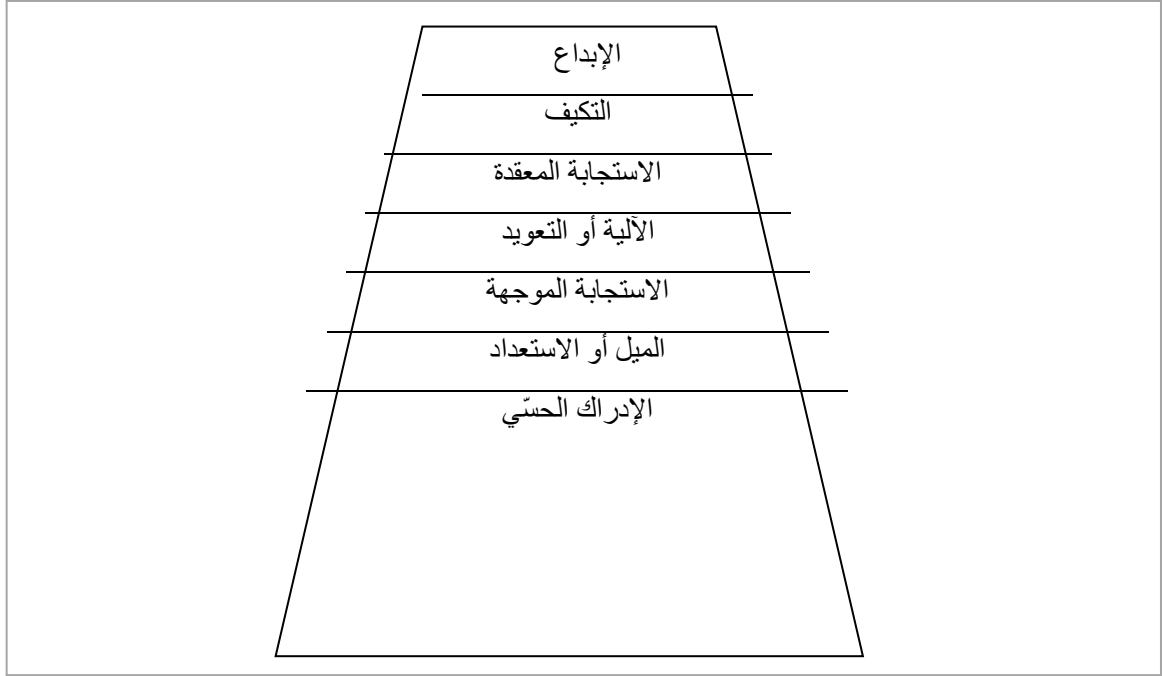 الإبداع
التكيف
الاستجابة المعقدة
الآلية أو التعويد
الاستجابة الموجهة
الميل أو الاستعداد
الإدراك الحسّي